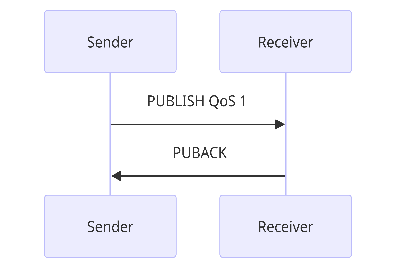 Sender
Receiver
PUBLISH QoS 1
PUBACK
Sender
Receiver